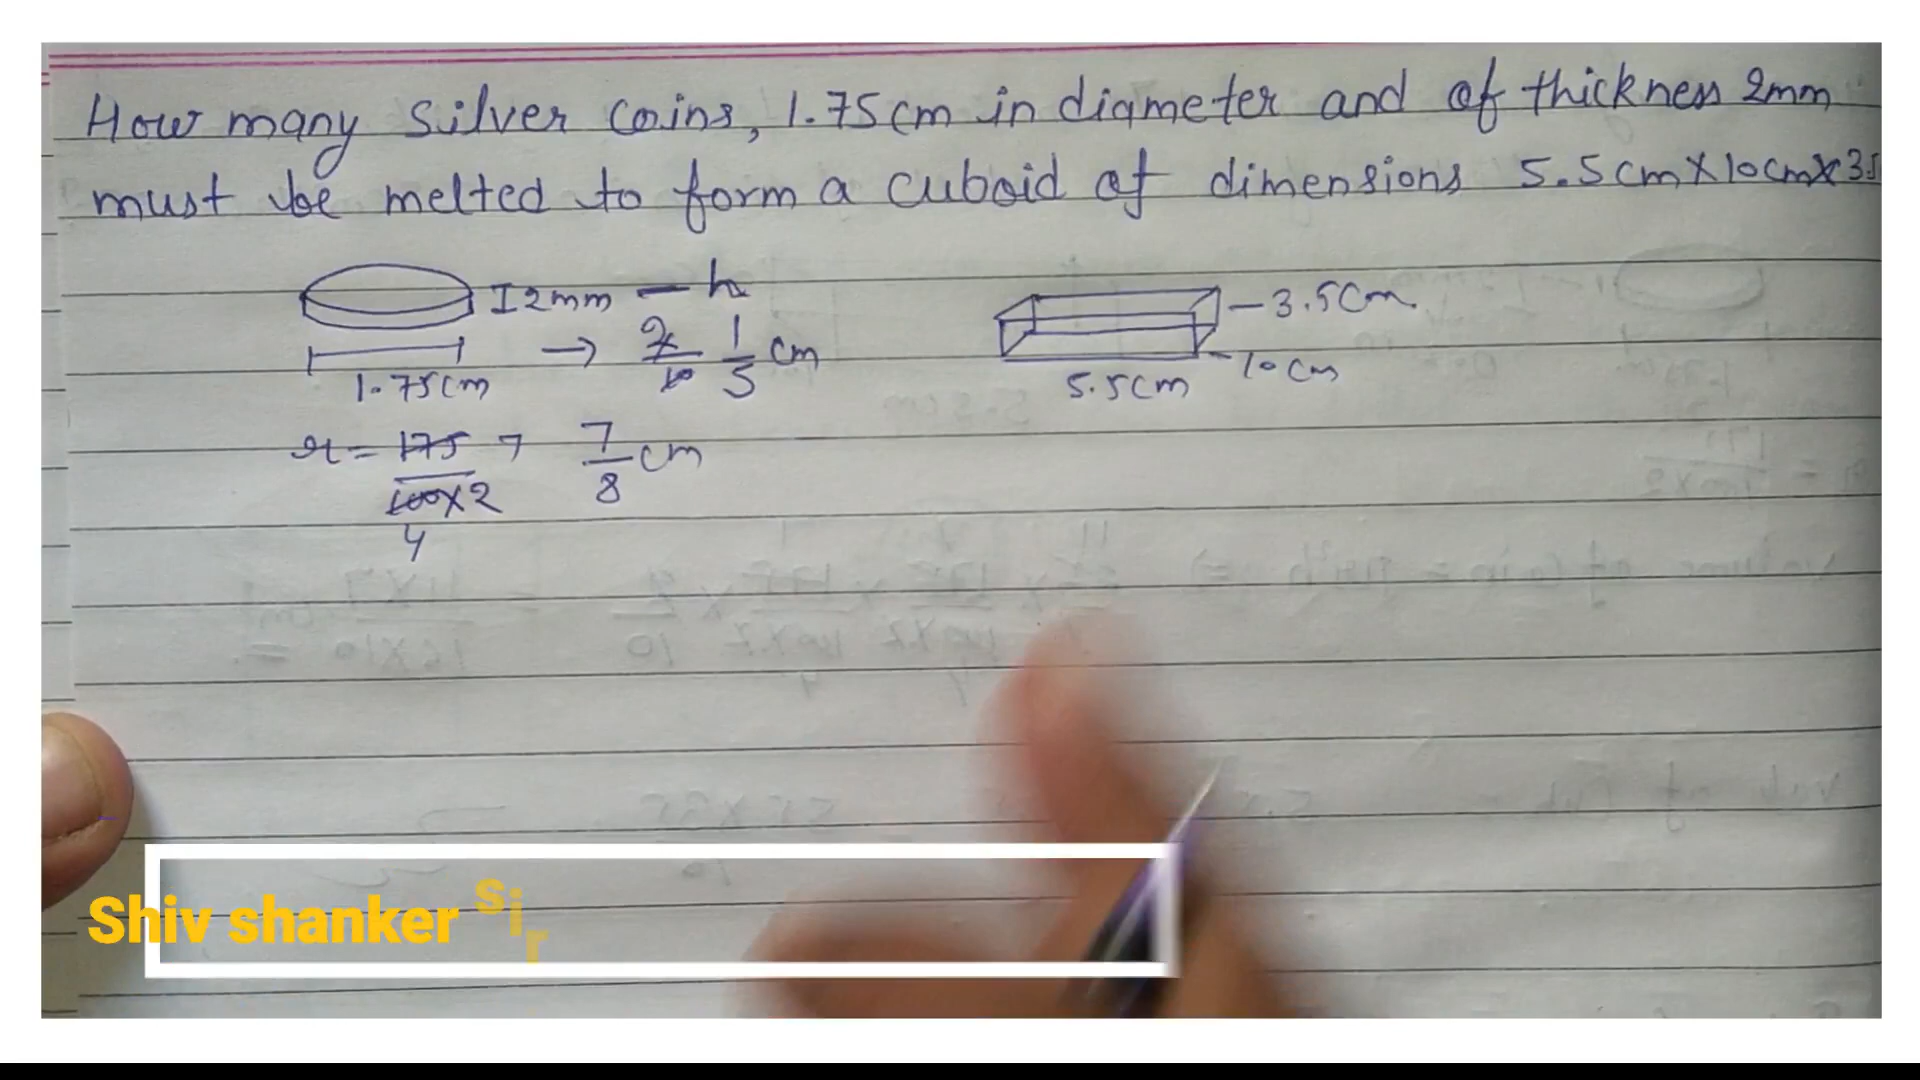 How many silver coins, 1.75cm in diameter and of thickness 2mm
must be melted to form a cuboid of dimensions 5.5cm×10cm×3.5
I 2mm — h
→ 2/10 1/5 cm
1.75cm
r = 175 7 7/8 cm
100×2
4
— 3.5cm.
— 10cm
5.5cm
Shiv shanker sir